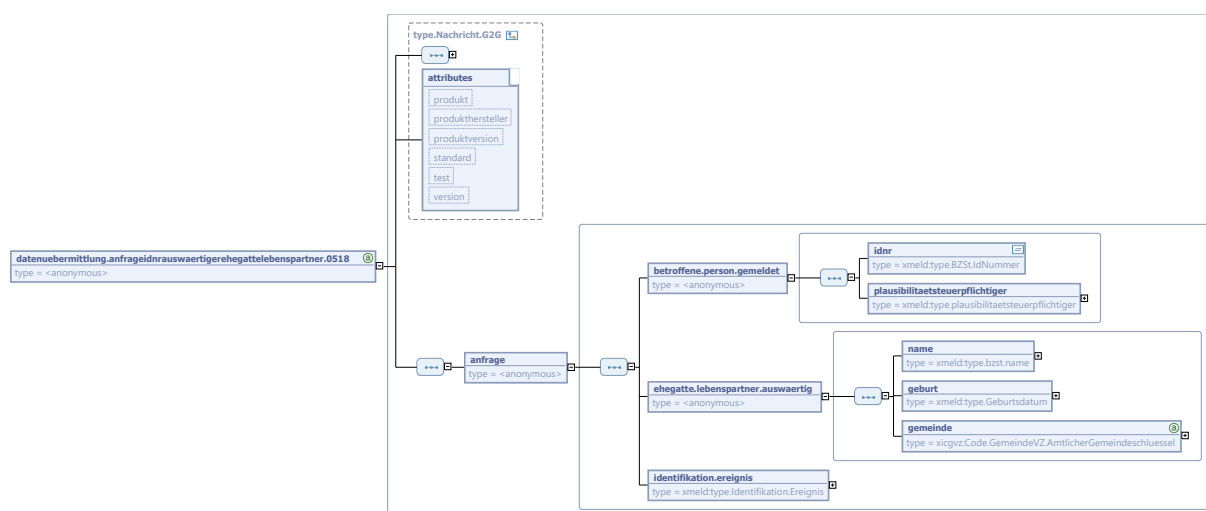 type.Nachricht.G2G
attributes
produkt
produkthersteller
produktversion
standard
test
version
datenuebermittlung.anfrageidnrauswaertigerehegattelebenspartner.0518
type = <anonymous>
anfrage
type = <anonymous>
betroffene.person.gemeldet
type = <anonymous>
idnr
type = xmeld:type.BZSt.IdNummer
plausibilitaetsteuerpflichtiger
type = xmeld:type.plausibilitaetsteuerpflichtiger
ehegatte.lebenspartner.auswaertig
type = <anonymous>
name
type = xmeld:type.bzst.name
geburt
type = xmeld:type.Geburtsdatum
gemeinde
type = xicgvz:Code.GemeindeVZ.AmtlicherGemeindeschluessel
identifikation.ereignis
type = xmeld:type.Identifikation.Ereignis